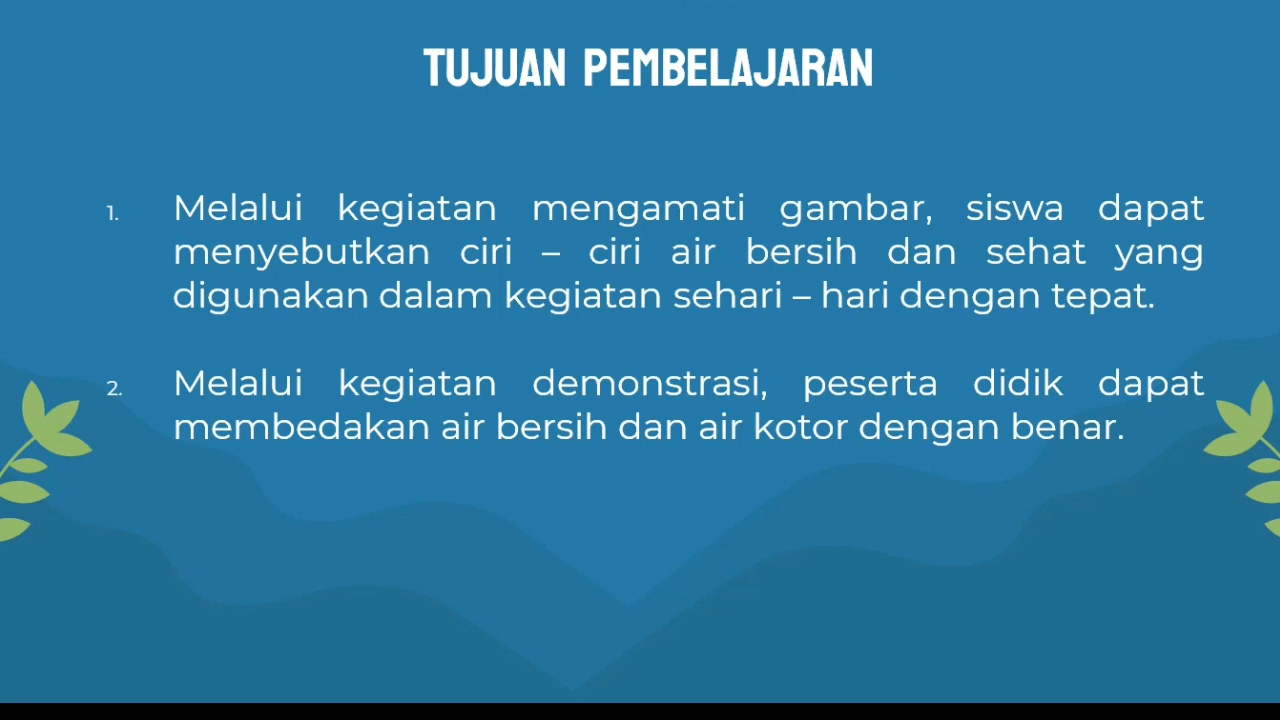 TUJUAN PEMBELAJARAN
1. Melalui kegiatan mengamati gambar, siswa dapat
menyebutkan ciri – ciri air bersih dan sehat yang
digunakan dalam kegiatan sehari – hari dengan tepat.
2. Melalui kegiatan demonstrasi, peserta didik dapat
membedakan air bersih dan air kotor dengan benar.